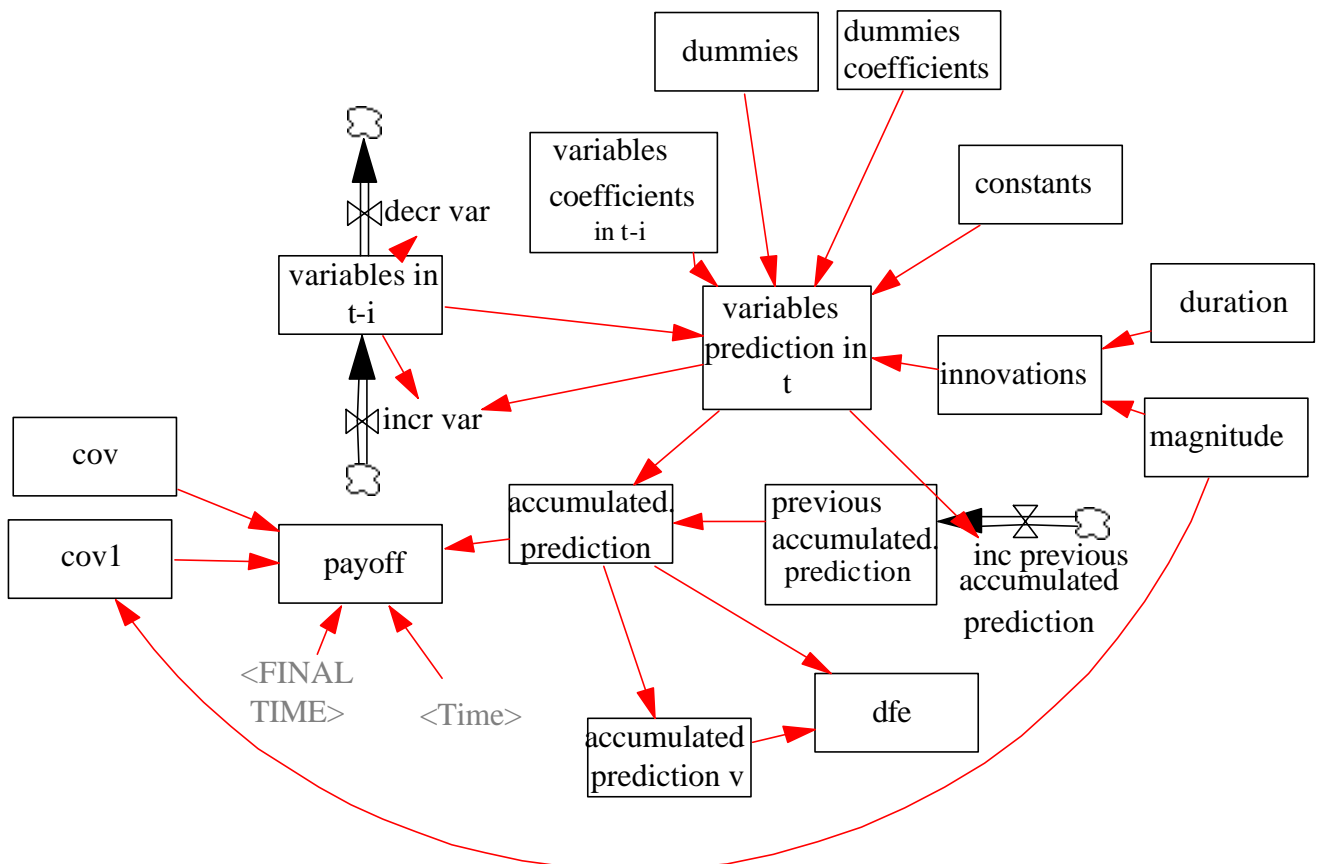 dummies
dummies
coefficients
variables
coefficients
in t-i
constants
decr var
variables in
t-i
variables
prediction in
t
duration
innovations
incr var
magnitude
cov
accumulated.
prediction
previous
accumulated.
prediction
inc previous
accumulated
prediction
cov1
payoff
<FINAL
TIME>
<Time>
dfe
accumulated
prediction v